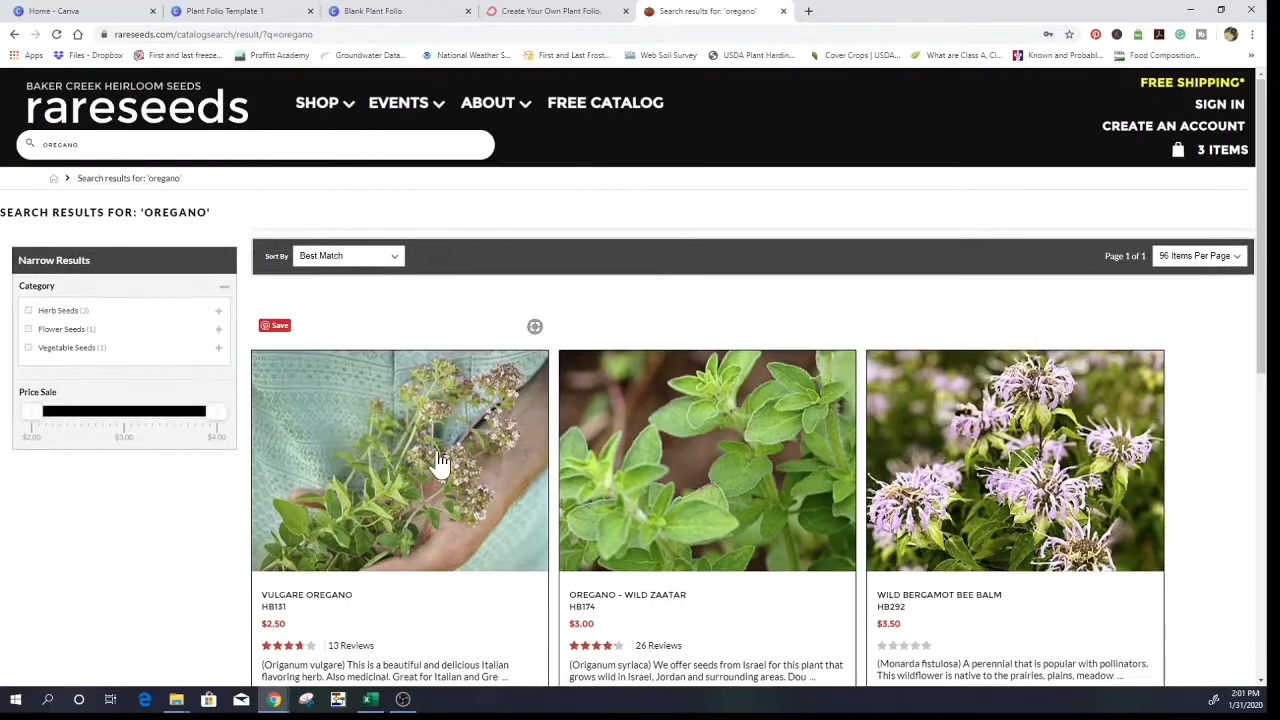 Home - Canva
Plant Folio Template 1
Blank Plant Folio
Create Your Own Plant Folio.
Search results for: 'oregano'
rareseeds.com/catalogsearch/result/?q=oregano
Apps
Files - Dropbox
First and last freeze...
Proffitt Academy
Groundwater Data...
National Weather S...
First and Last Frost...
Web Soil Survey
USDA Plant Hardin...
Cover Crops (USDA...
What are Class A, Cl...
Known and Probabl...
Food Composition...
BAKER CREEK HEIRLOOM SEEDS
rareseeds
SHOP
EVENTS
ABOUT
FREE CATALOG
FREE SHIPPING*
SIGN IN
CREATE AN ACCOUNT
3 ITEMS
OREGANO
Search results for: 'oregano'
SEARCH RESULTS FOR: 'OREGANO'
Narrow Results
Category
Herb Seeds (3)
Flower Seeds (1)
Vegetable Seeds (1)
Price Sale
$2.00 $3.00 $4.00
Sort By Best Match
Page 1 of 1 96 Items Per Page
Save
VULGARE OREGANO
HB131
$2.50
13 Reviews
(Origanum vulgare) This is a beautiful and delicious Italian
flavoring herb. Also medicinal. Great for Italian and Gre ...
OREGANO - WILD ZAATAR
HB174
$3.00
26 Reviews
(Origanum syriaca) We offer seeds from Israel for this plant that
grows wild in Israel, Jordan and surrounding areas. Dou ...
WILD BERGAMOT BEE BALM
HB292
$3.50
(Monarda fistulosa) A perennial that is popular with pollinators.
This wildflower is native to the prairies, plains, meadow ...
2:01 PM
1/31/2020